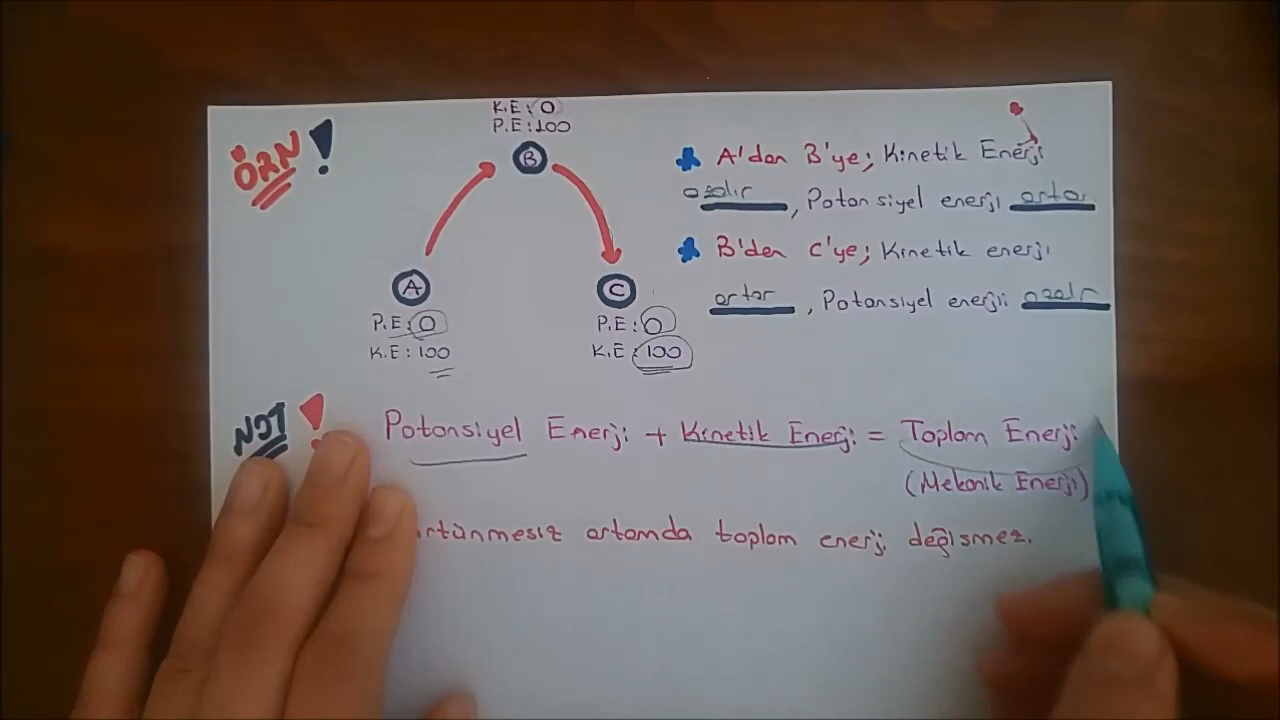 ÖRN!
K.E: 0
P.E: 100
B
A
P.E: 0
K.E: 100
C
P.E: 0
K.E: 100
A'dan B'ye; Kinetik Enerji
azalır, Potansiyel enerji artar
B'den C'ye; Kinetik enerji
artar, Potansiyel enerji azalır
NOT!
Potansiyel Enerji + Kinetik Enerji = Toplam Enerji
(Mekanik Enerji)
ortamda toplam enerji değişmez.